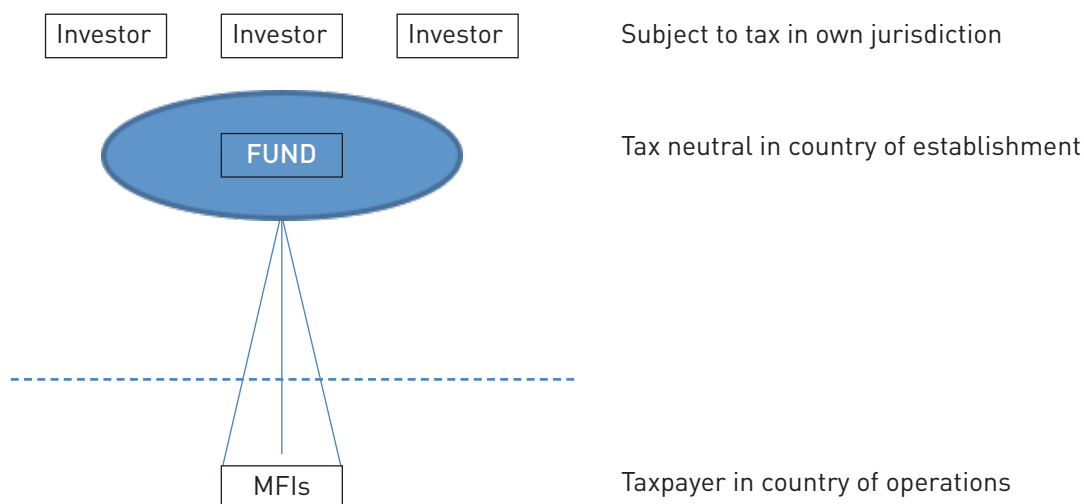 Investor Investor Investor Subject to tax in own jurisdiction
FUND Tax neutral in country of establishment
MFIs Taxpayer in country of operations